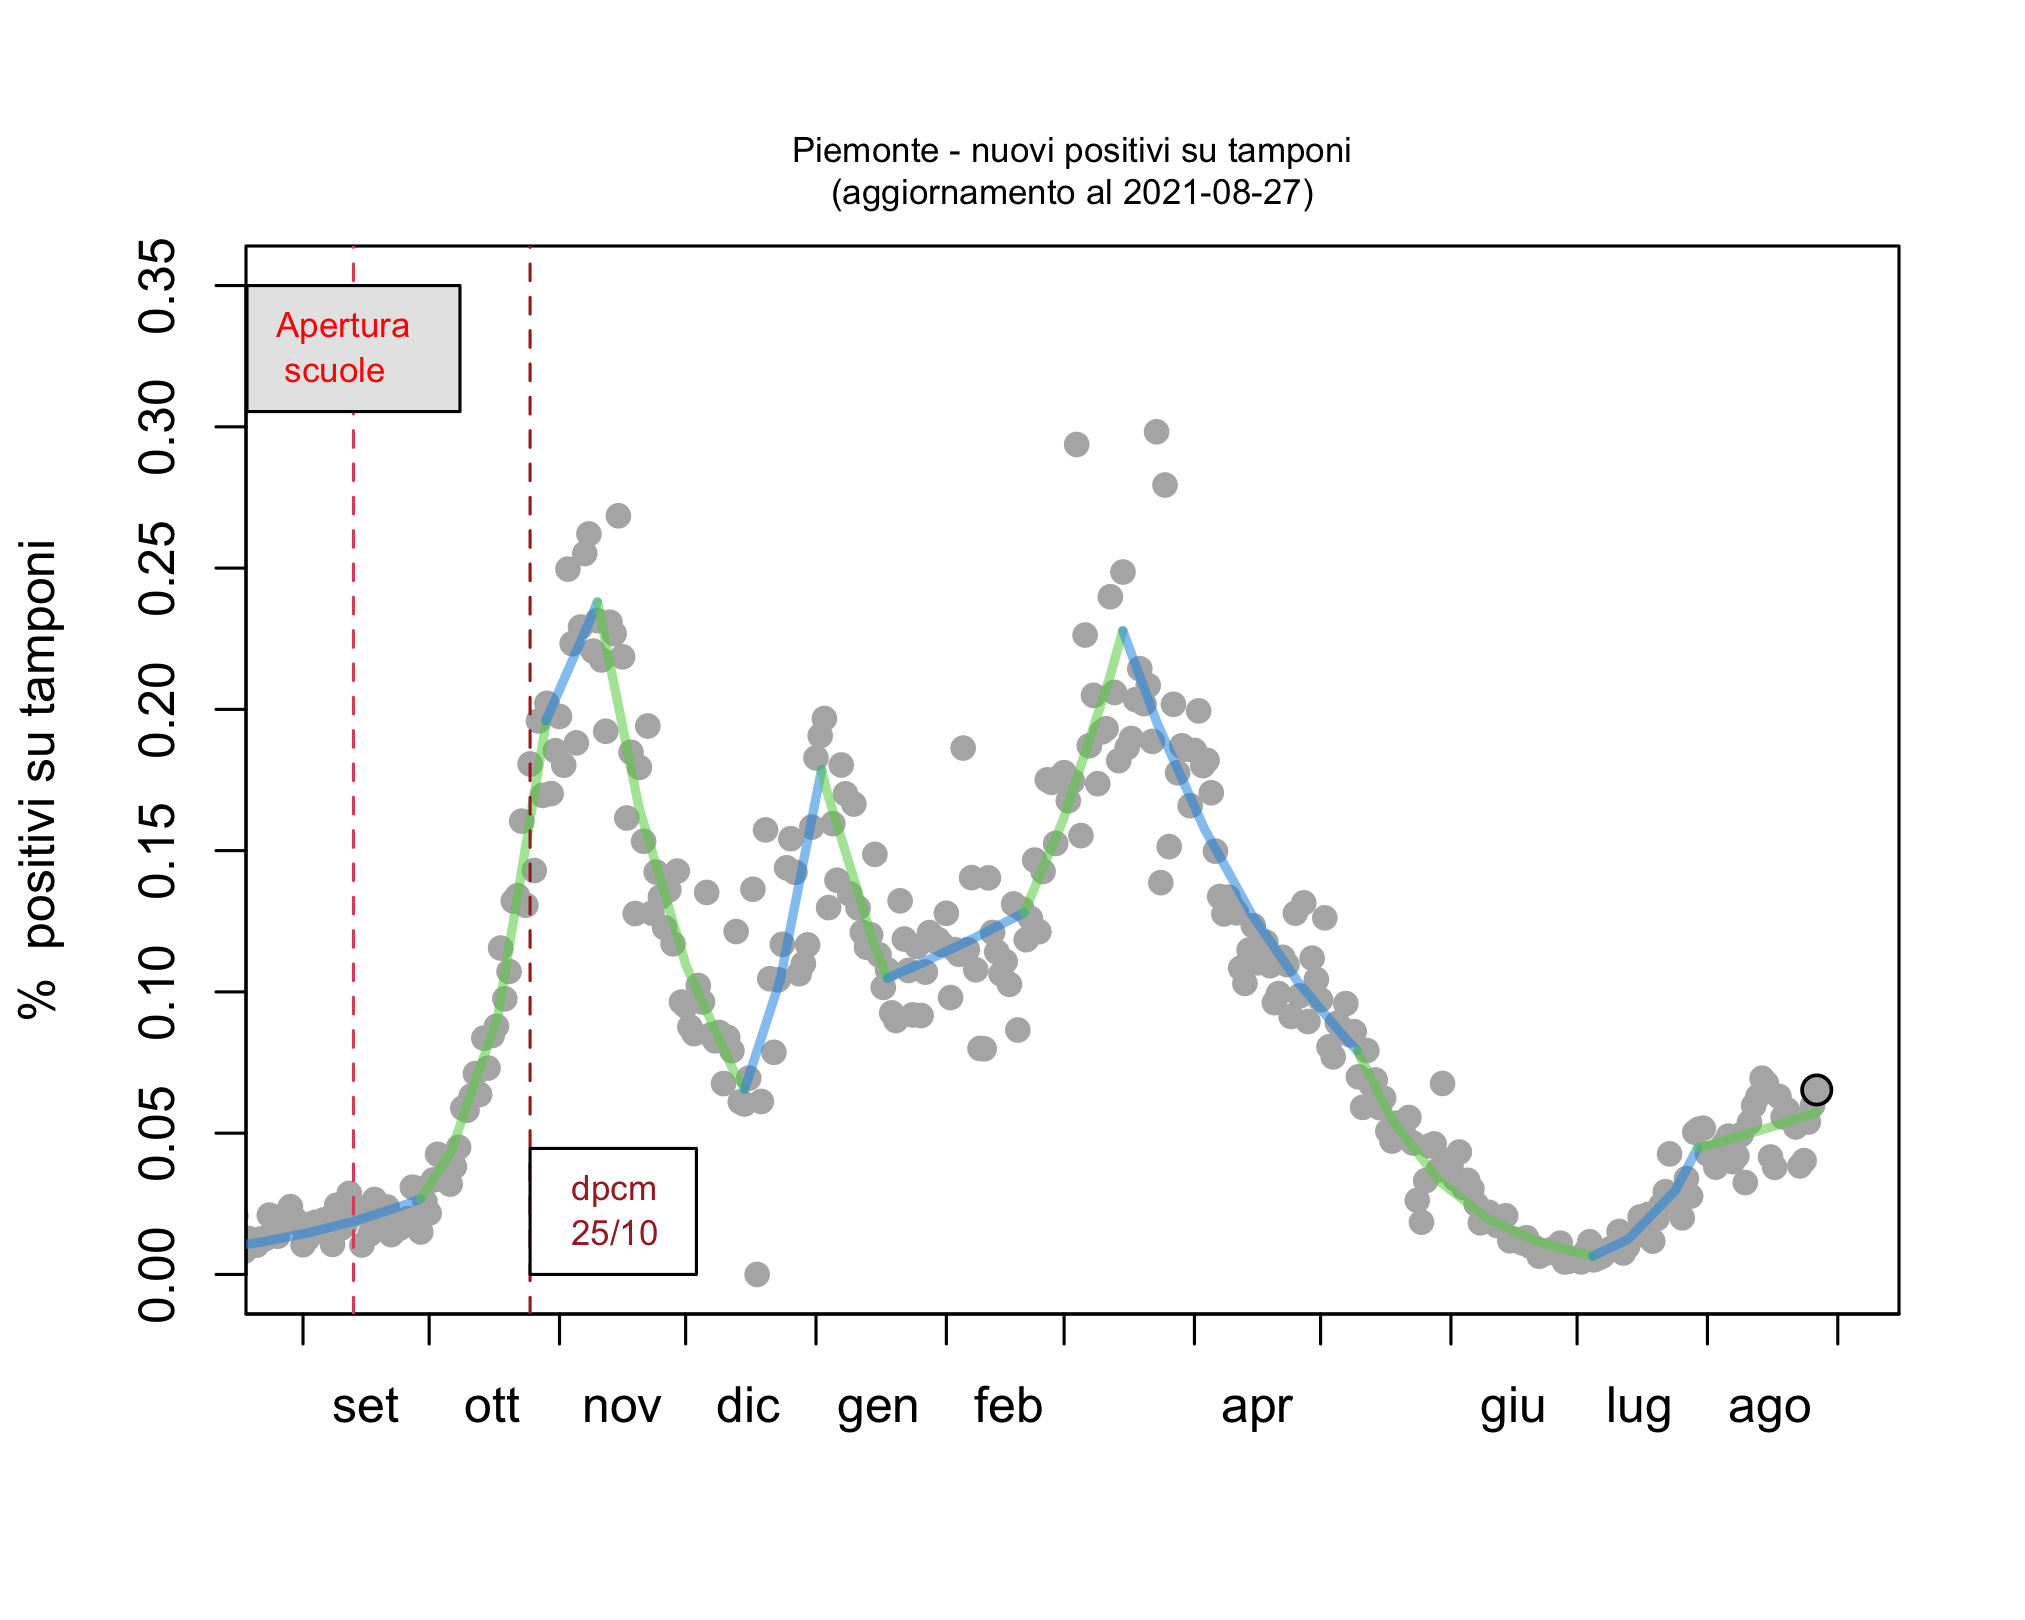 Piemonte - nuovi positivi su tamponi
(aggiornamento al 2021-08-27)
% positivi su tamponi
0.35
0.30
0.25
0.20
0.15
0.10
0.05
0.00
Apertura
scuole
dpcm
25/10
set ott nov dic gen feb apr giu lug ago